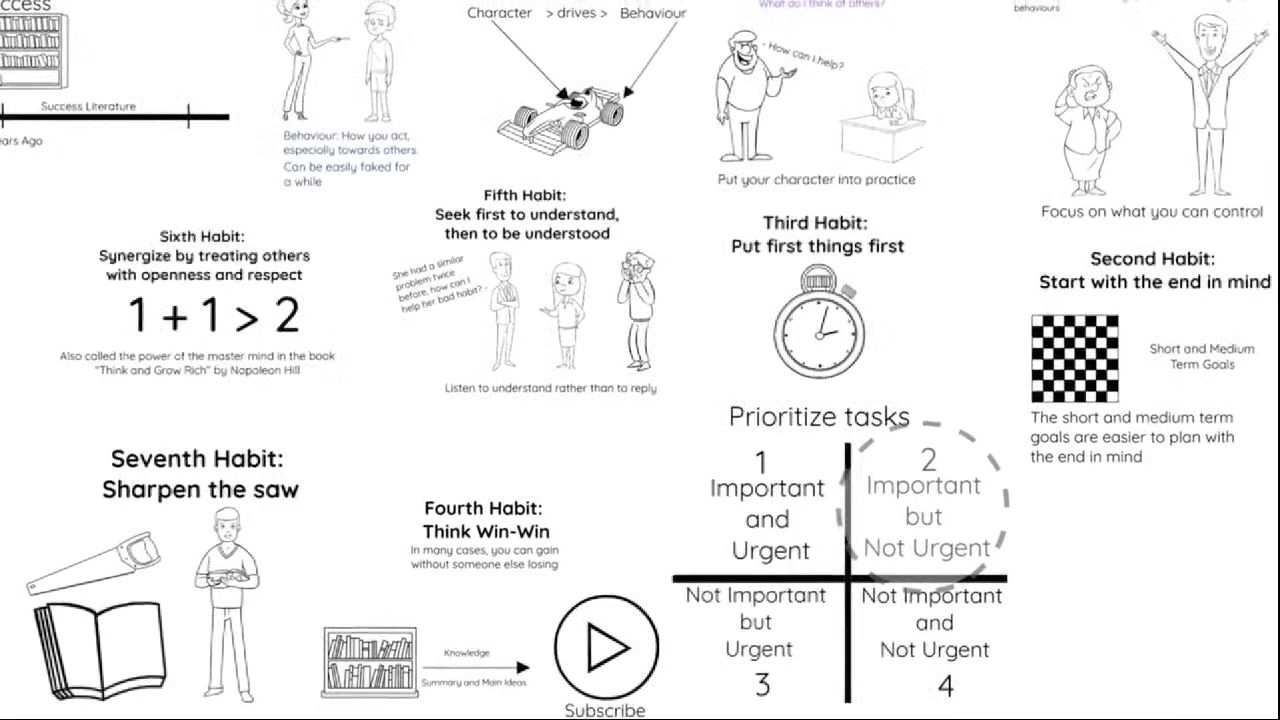 ccess
Success Literature
ears Ago
Behaviour: How you act,
especially towards others.
Can be easily faked for
a while
Character > drives > Behaviour
What do I think of others?
- How can I help?
Put your character into practice
behaviours
Focus on what you can control
Sixth Habit:
Synergize by treating others
with openness and respect
1 + 1 > 2
Also called the power of the master mind in the book
"Think and Grow Rich" by Napoleon Hill
Fifth Habit:
Seek first to understand,
then to be understood
She had a similar
problem twice
before, how can I
help her bad habit? -
Listen to understand rather than to reply
Third Habit:
Put first things first
Second Habit:
Start with the end in mind
Short and Medium
Term Goals
The short and medium term
goals are easier to plan with
the end in mind
Prioritize tasks
1
Important
and
Urgent
2
Important
but
Not Urgent
Not Important
but
Urgent
3
Not Important
and
Not Urgent
4
Seventh Habit:
Sharpen the saw
Fourth Habit:
Think Win-Win
In many cases, you can gain
without someone else losing
Knowledge
Summary and Main Ideas
Subscribe